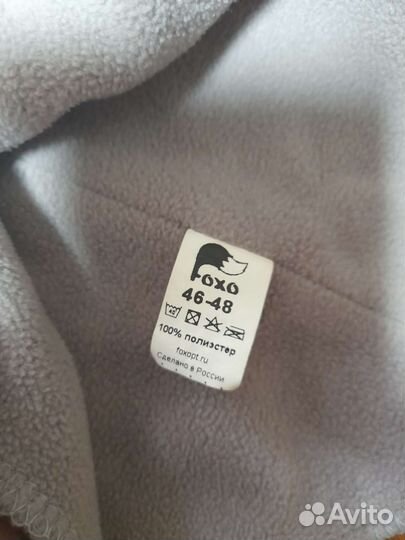 FOXO
46-48
40
100% полиэстер
foxopt.ru
Сделано в России
Avito